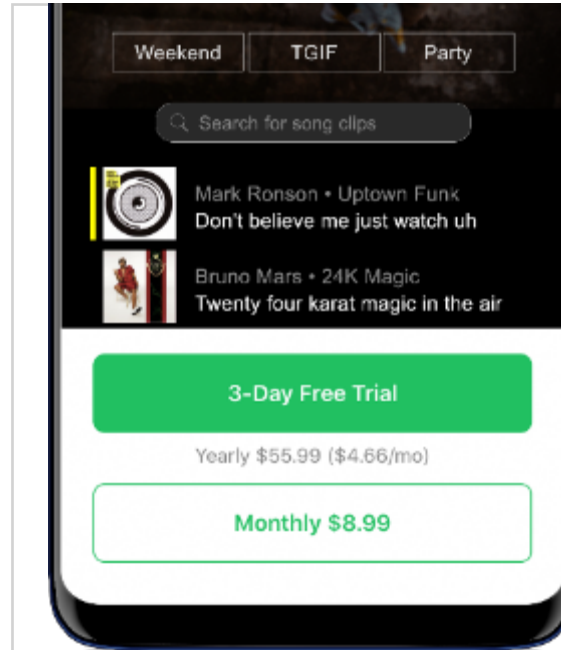 Weekend TGIF Party
Search for song clips
Mark Ronson • Uptown Funk
Don't believe me just watch uh
Bruno Mars • 24K Magic
Twenty four karat magic in the air
3-Day Free Trial
Yearly $55.99 ($4.66/mo)
Monthly $8.99